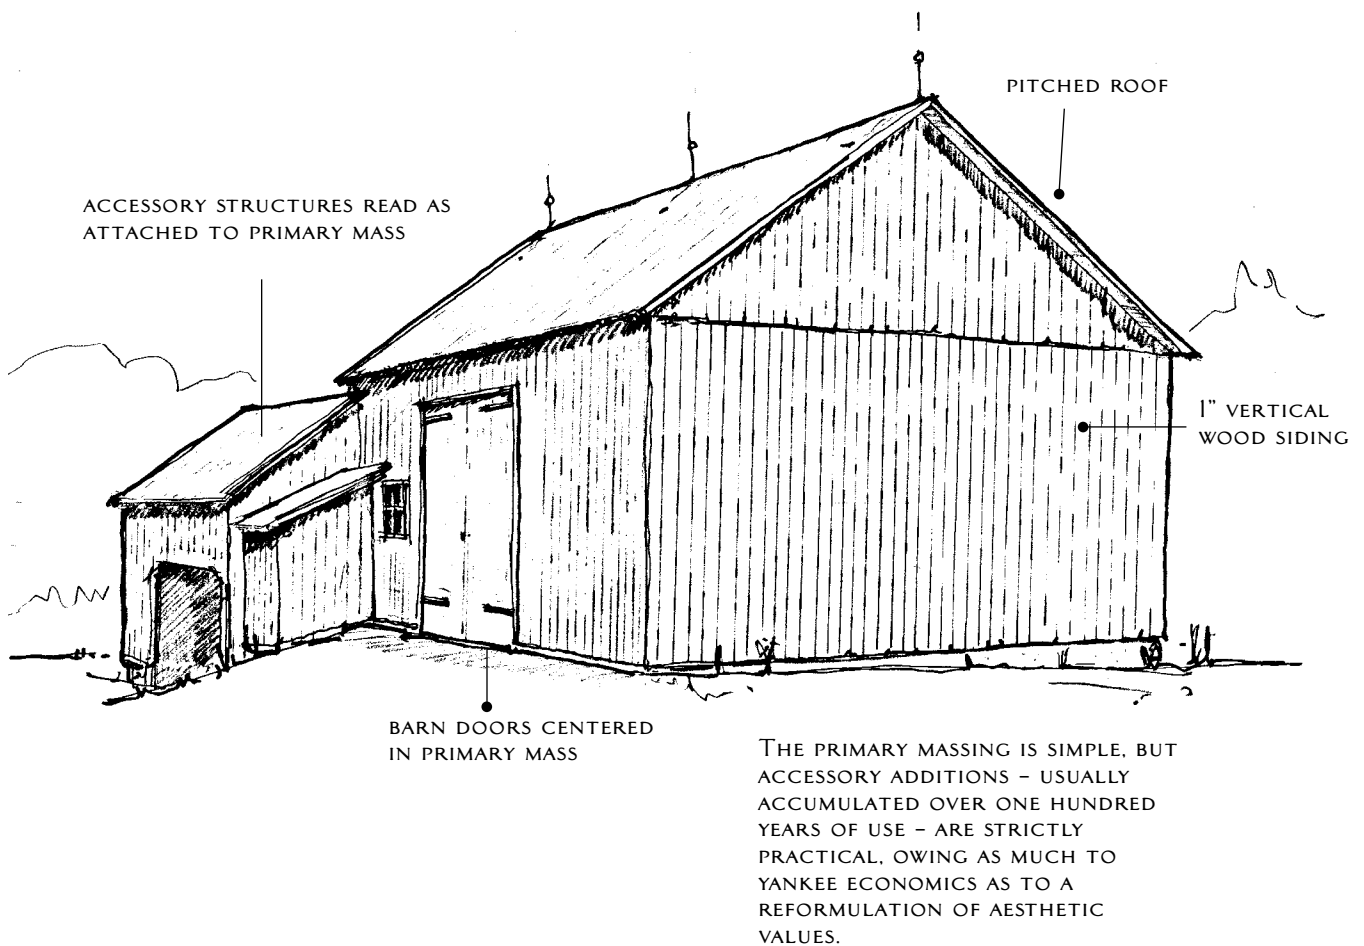 PITCHED ROOF
ACCESSORY STRUCTURES READ AS
ATTACHED TO PRIMARY MASS
1" VERTICAL
WOOD SIDING
BARN DOORS CENTERED
IN PRIMARY MASS
THE PRIMARY MASSING IS SIMPLE, BUT
ACCESSORY ADDITIONS – USUALLY
ACCUMULATED OVER ONE HUNDRED
YEARS OF USE – ARE STRICTLY
PRACTICAL, OWING AS MUCH TO
YANKEE ECONOMICS AS TO A
REFORMULATION OF AESTHETIC
VALUES.